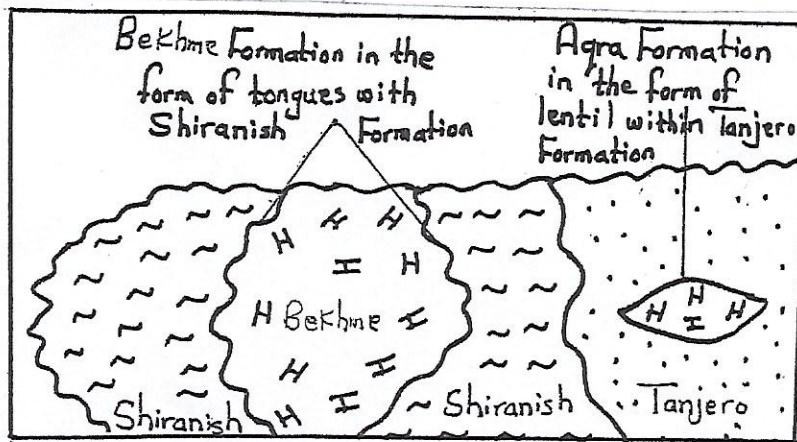 Bekhme Formation in the
form of tongues with
Shiranish Formation
Aqra Formation
in the form of
lentil within Tanjero
Formation
H H H
H
H H
H Bekhme H
H H
H H
H H H
H
Shiranish
Shiranish
Tanjero